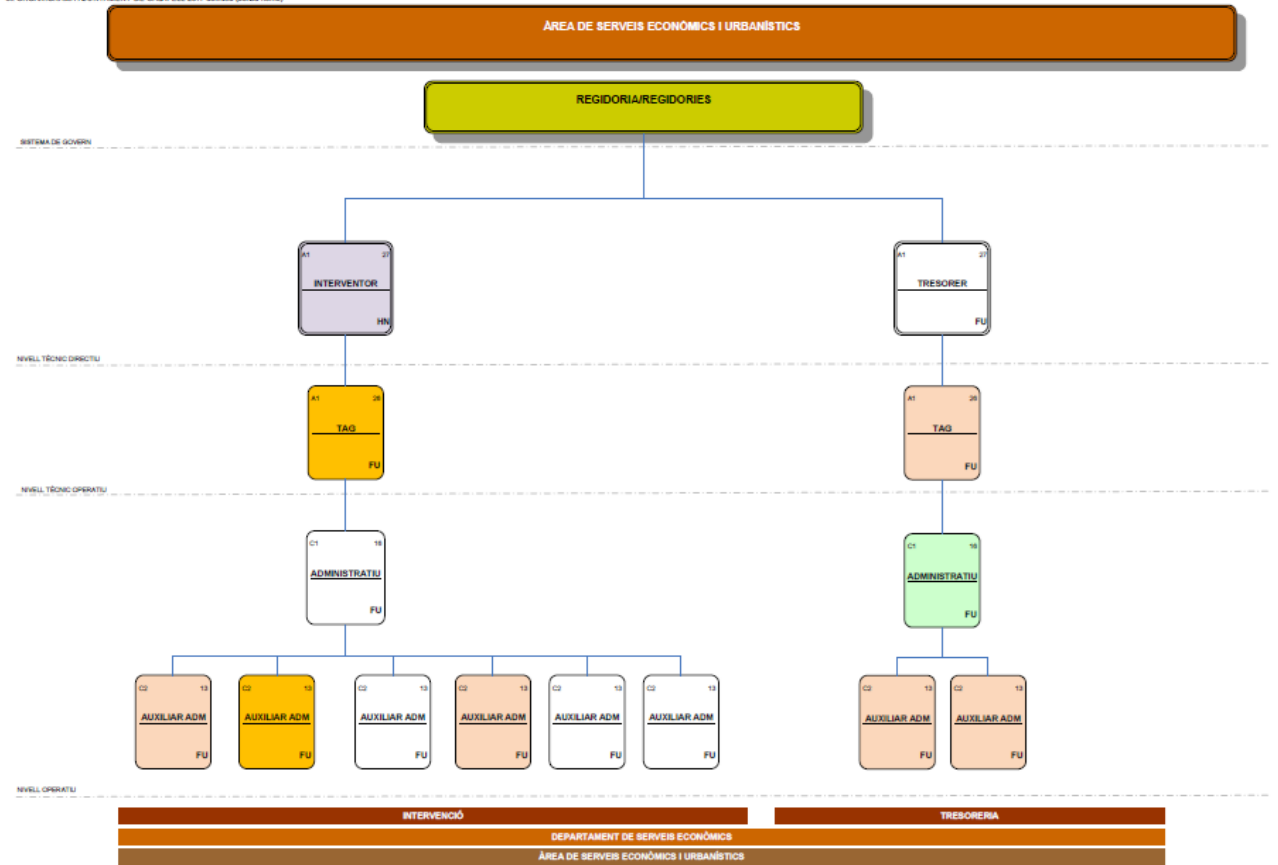 ÀREA DE SERVEIS ECONÒMICS I URBANÍSTICS
REGIDORIA/REGIDORIES
SISTEMA DE GOVERN
A1 27
INTERVENTOR
HN
A1 27
TRESORER
FU
NIVELL TÈCNIC DIRECTIU
A1 26
TAG
FU
A1 26
TAG
FU
NIVELL TÈCNIC OPERATIU
C1 16
ADMINISTRATIU
FU
C1 16
ADMINISTRATIU
FU
C2 13
AUXILIAR ADM
FU
C2 13
AUXILIAR ADM
FU
C2 13
AUXILIAR ADM
FU
C2 13
AUXILIAR ADM
FU
C2 13
AUXILIAR ADM
FU
C2 13
AUXILIAR ADM
FU
C2 13
AUXILIAR ADM
FU
C2 13
AUXILIAR ADM
FU
NIVELL OPERATIU
INTERVENCIÓ
TRESORERIA
DEPARTAMENT DE SERVEIS ECONÒMICS
ÀREA DE SERVEIS ECONÒMICS I URBANÍSTICS